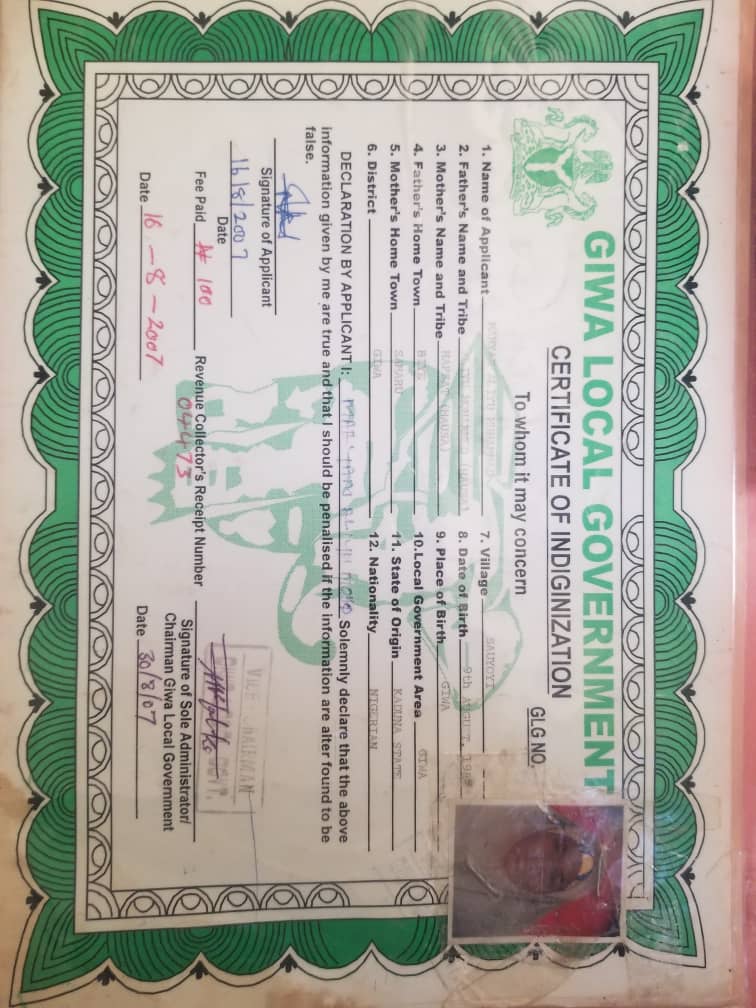 GIWA LOCAL GOVERNMENT
CERTIFICATE OF INDIGINIZATION
GLG NO.
To whom it may concern
1. Name of Applicant
2. Father's Name and Tribe
3. Mother's Name and Tribe
4. Father's Home Town
5. Mother's Home Town SAMARU
6. District GIWA
7. Village SAUYOYI
8. Date of Birth 9th AUGUST,
9. Place of Birth GIWA
10. Local Government Area GIWA
11. State of Origin KADUNA STATE
12. Nationality NIGERIAN
DECLARATION BY APPLICANT I: Solemnly declare that the above
information given by me are true and that I should be penalised if the information are alter found to be
false.
16/8/2007
Signature of Applicant
Date
Fee Paid ₦ 100
Revenue Collector's Receipt Number
04473
Date 16 - 8 - 2007
VICE CHAIRMAN
Signature of Sole Administrator/
Chairman Giwa Local Government
Date 30/8/07